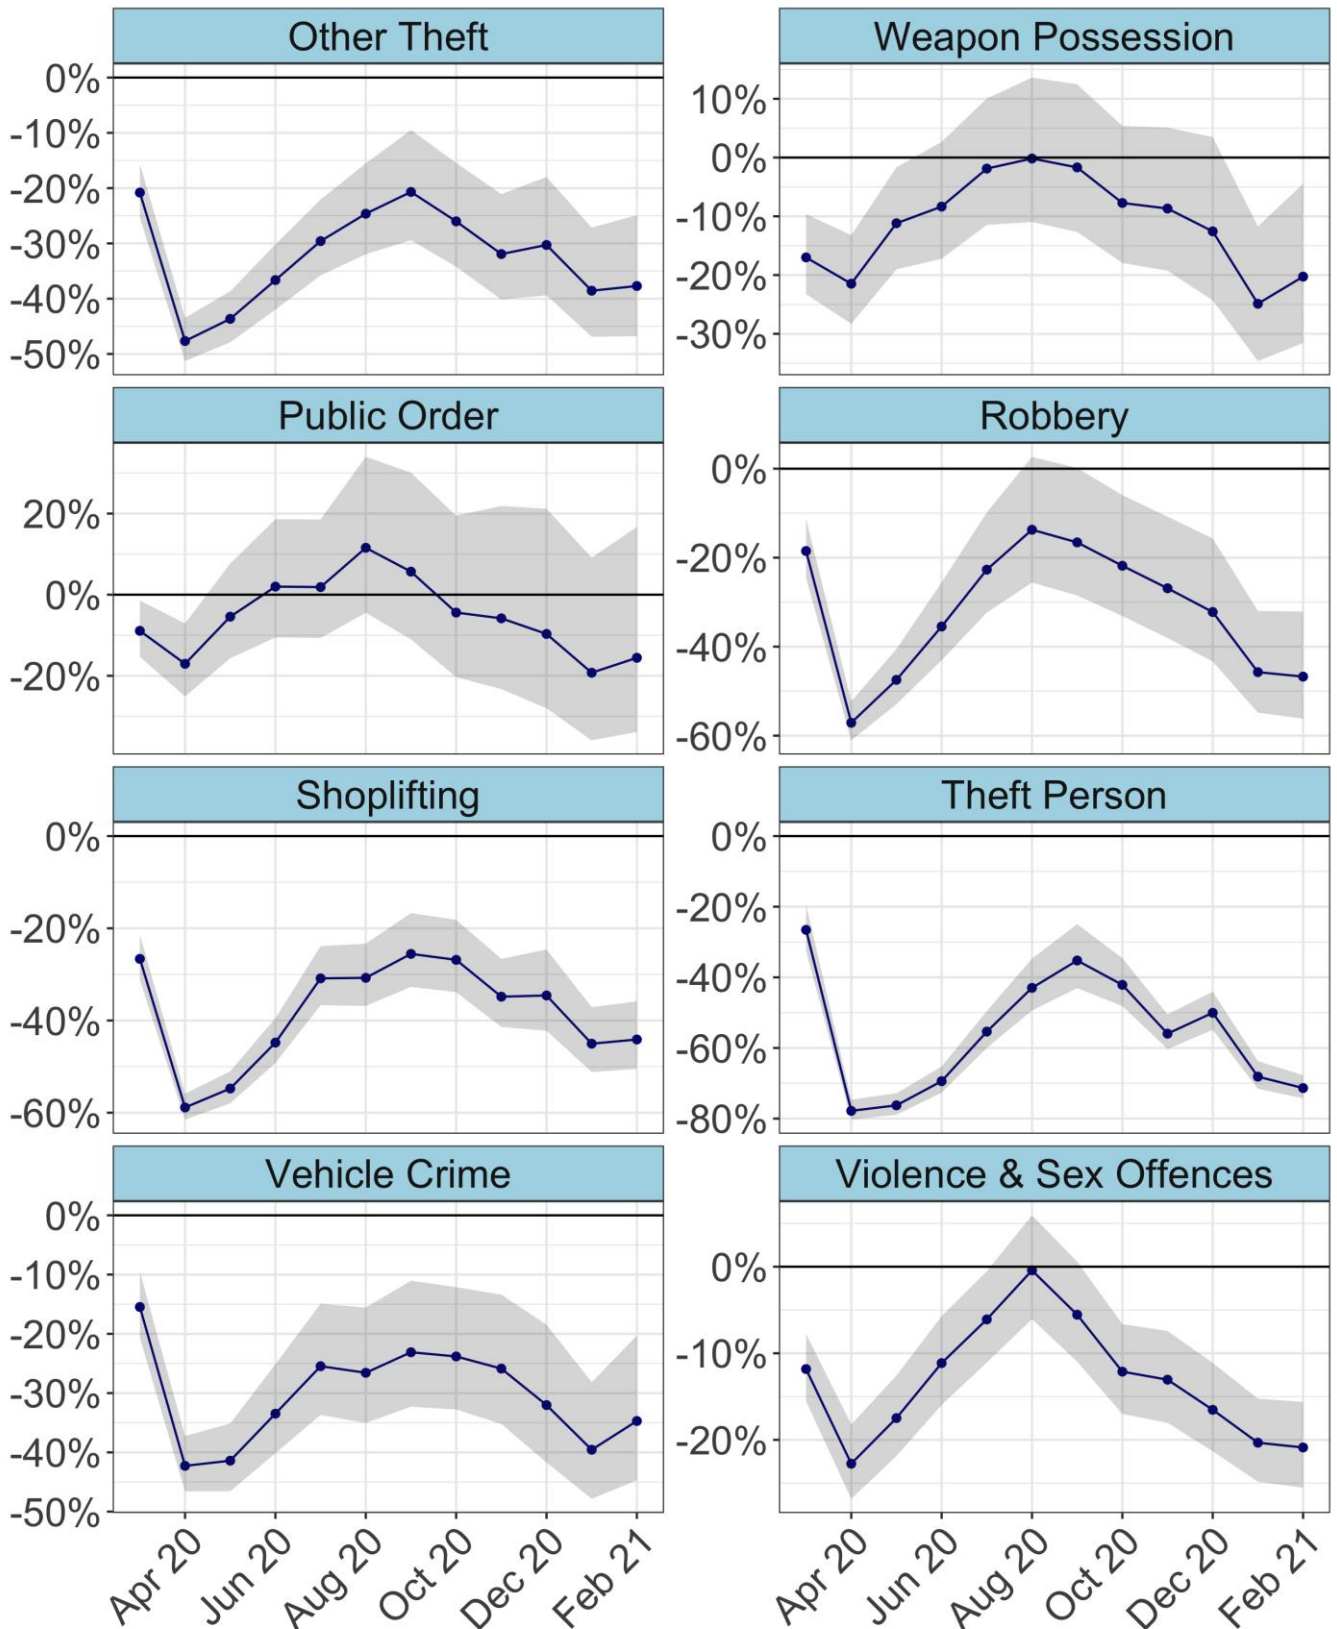 Other Theft
0%
-10%
-20%
-30%
-40%
-50%
Weapon Possession
10%
0%
-10%
-20%
-30%
Public Order
20%
0%
-20%
Robbery
0%
-20%
-40%
-60%
Shoplifting
0%
-20%
-40%
-60%
Theft Person
0%
-20%
-40%
-60%
-80%
Vehicle Crime
0%
-10%
-20%
-30%
-40%
-50%
Apr 20
Jun 20
Aug 20
Oct 20
Dec 20
Feb 21
Violence & Sex Offences
0%
-10%
-20%
Apr 20
Jun 20
Aug 20
Oct 20
Dec 20
Feb 21